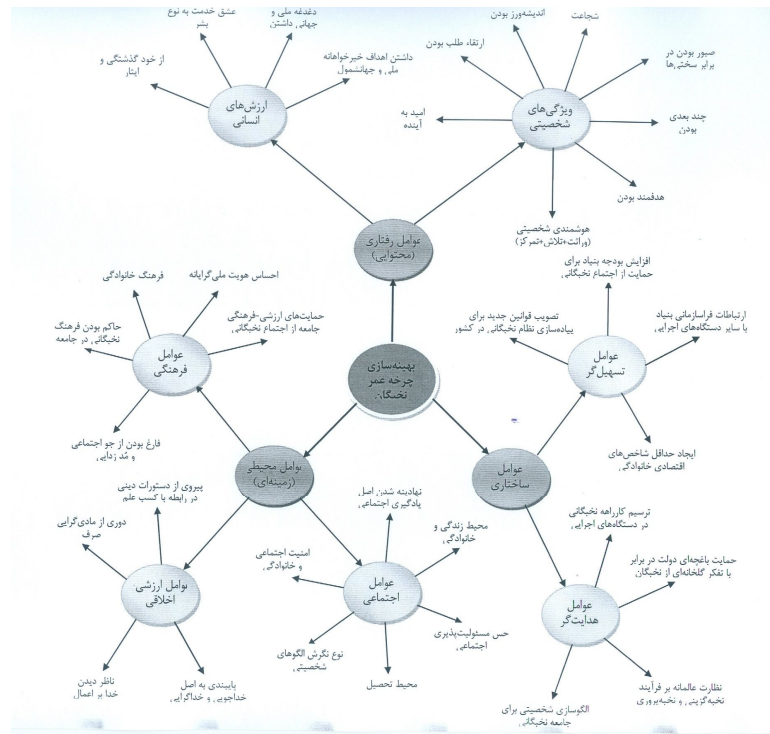 دغدغه ملی و
جهانی داشتن
عشق خدمت به نوع
بشر
از خود گذشتگی و
ایثار
داشتن اهداف خیرخواهانه
ملی و جهانشمول
ارزش‌های
انسانی
شجاعت
اندیشه‌ورز بودن
ارتقاء طلب بودن
صبور بودن در
برابر سختی‌ها
امید به
آینده
ویژگی‌های
شخصیتی
چند بعدی
بودن
هدفمند بودن
هوشمندی شخصیتی
(وراثت+تلاش+تمرکز)
عوامل رفتاری
(محتوایی)
افزایش بودجه بنیاد برای
حمایت از اجتماع نخبگانی
ارتباطات فراسازمانی بنیاد
با سایر دستگاه‌های اجرایی
تصویب قوانین جدید برای
پیاده‌سازی نظام نخبگانی در کشور
عوامل
تسهیل‌گر
ایجاد حداقل شاخص‌های
اقتصادی خانوادگی
احساس هویت ملی‌گرایانه
فرهنگ خانوادگی
حمایت‌های ارزشی-فرهنگی
جامعه از اجتماع نخبگانی
حاکم بودن فرهنگ
نخبگانی در جامعه
عوامل
فرهنگی
فارغ بودن از جو اجتماعی
و مُد زدایی
بهینه‌سازی
چرخه عمر
نخبگان
عوامل
ساختاری
عوامل محیطی
(زمینه‌ای)
پیروی از دستورات دینی
در رابطه با کسب علم
دوری از مادی‌گرایی
صرف
عوامل ارزشی
اخلاقی
ناظر دیدن
خدا بر اعمال
پایبندی به اصل
خداجویی و خداگرایی
نهادینه شدن اصل
یادگیری اجتماعی
محیط زندگی و
خانوادگی
امنیت اجتماعی
و خانوادگی
عوامل
اجتماعی
حس مسئولیت‌پذیری
اجتماعی
نوع نگرش الگوهای
شخصیتی
محیط تحصیل
ترسیم کارراهه نخبگانی
در دستگاه‌های اجرایی
حمایت باغچه‌ای دولت در برابر
با تفکر گلخانه‌ای از نخبگان
عوامل
هدایت‌گر
نظارت عالمانه بر فرآیند
نخبه‌گزینی و نخبه‌پروری
الگوسازی شخصیتی برای
جامعه نخبگانی